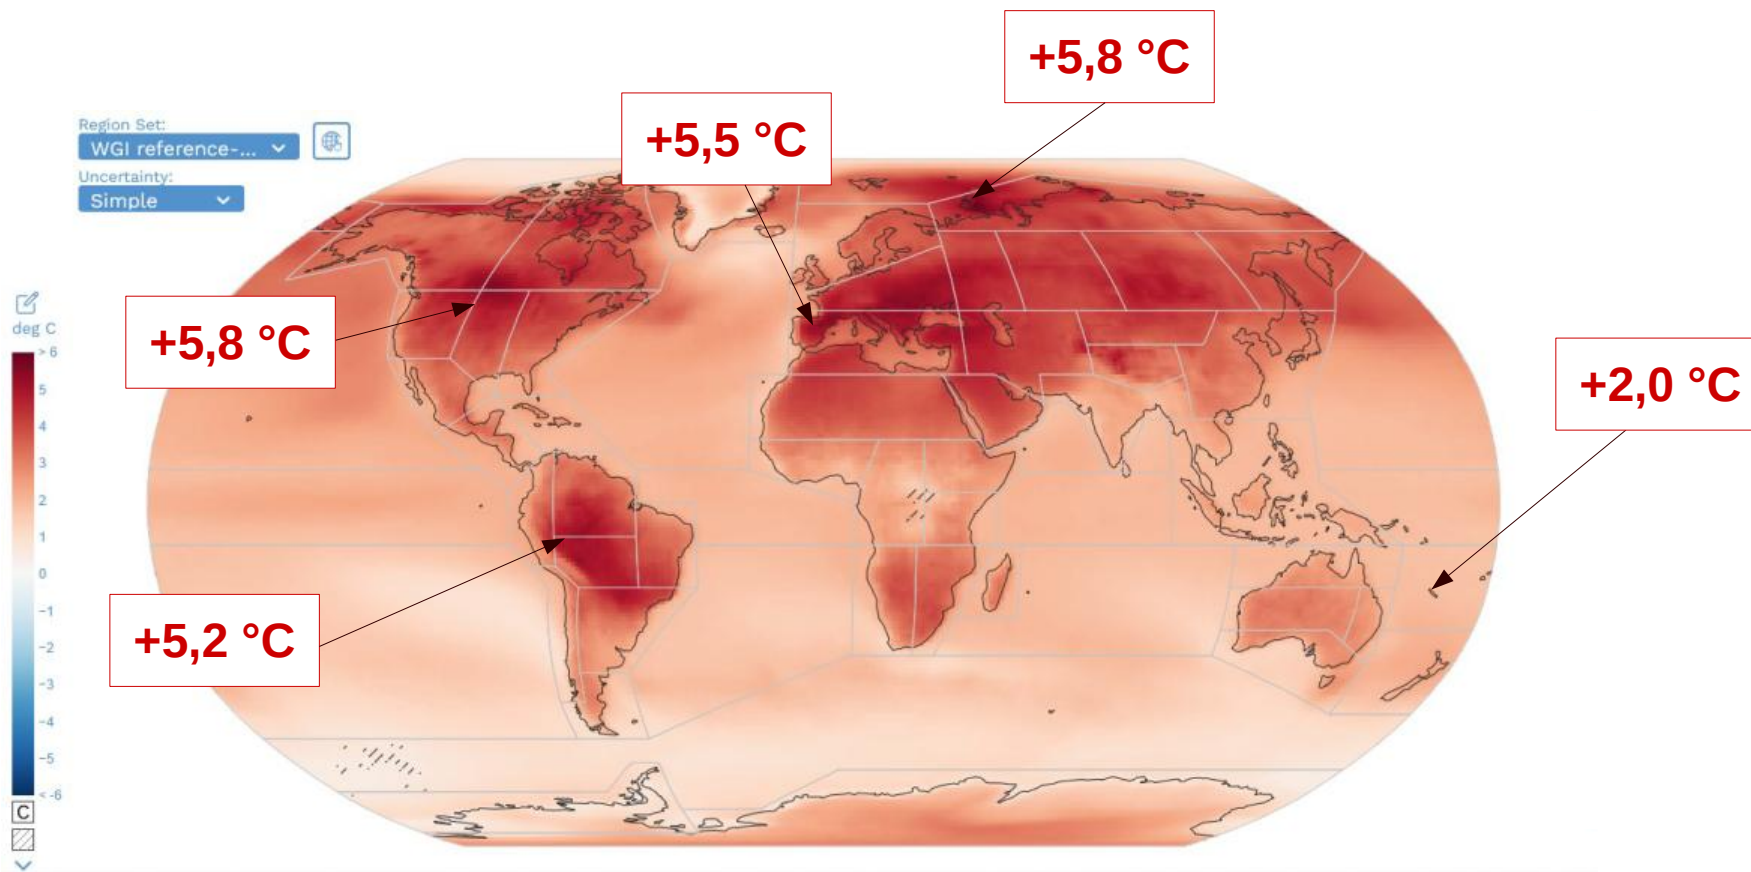 +5,8 °C
+5,5 °C
Region Set:
WGI reference-...
Uncertainty:
Simple
+5,8 °C
deg C
> 6
5
4
3
2
1
0
−1
−2
−3
−4
−5
< -6
C
+2,0 °C
+5,2 °C